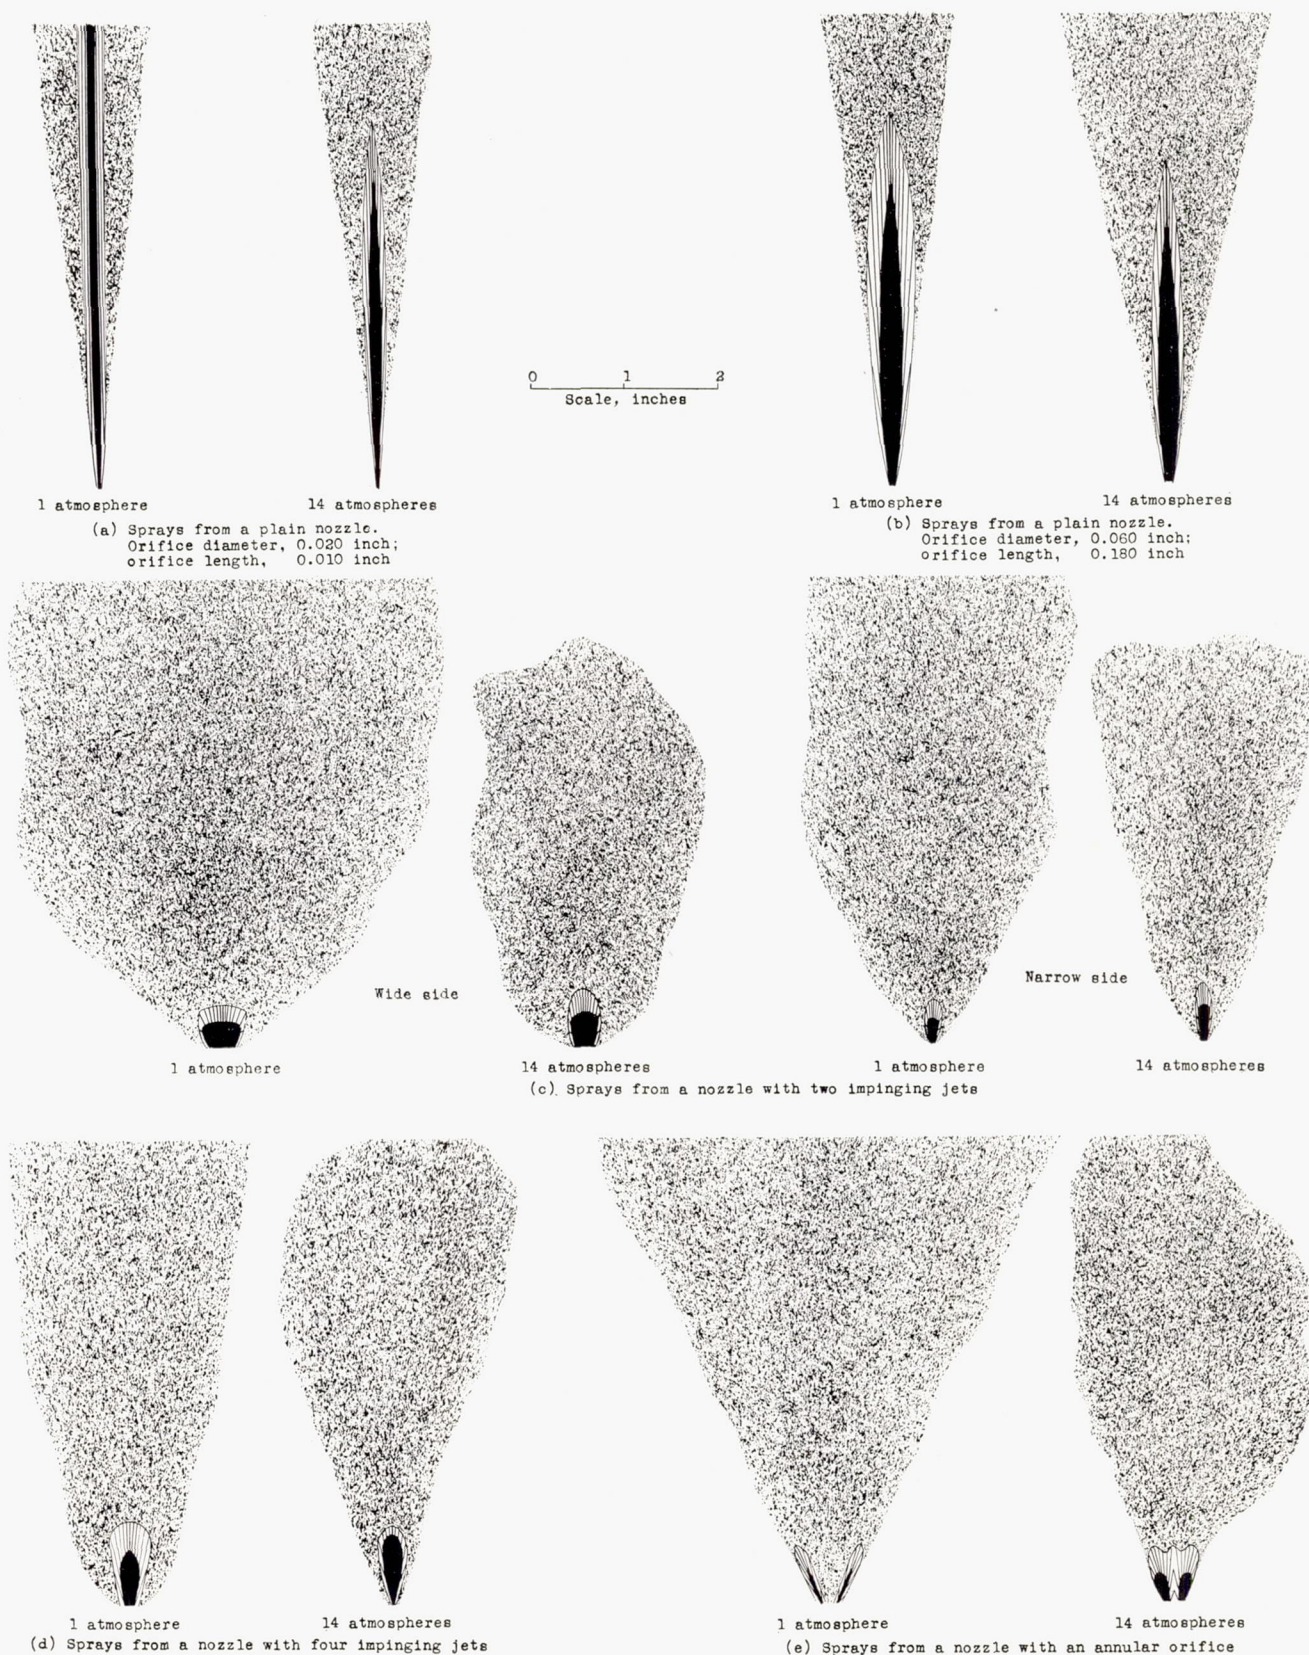 0 1 2
Scale, inches
1 atmosphere
14 atmospheres
(a) Sprays from a plain nozzle.
Orifice diameter, 0.020 inch;
orifice length, 0.010 inch
1 atmosphere
14 atmospheres
(b) Sprays from a plain nozzle.
Orifice diameter, 0.060 inch;
orifice length, 0.180 inch
Wide side
Narrow side
1 atmosphere
14 atmospheres
1 atmosphere
14 atmospheres
(c). Sprays from a nozzle with two impinging jets
1 atmosphere
14 atmospheres
(d) Sprays from a nozzle with four impinging jets
1 atmosphere
14 atmospheres
(e) Sprays from a nozzle with an annular orifice